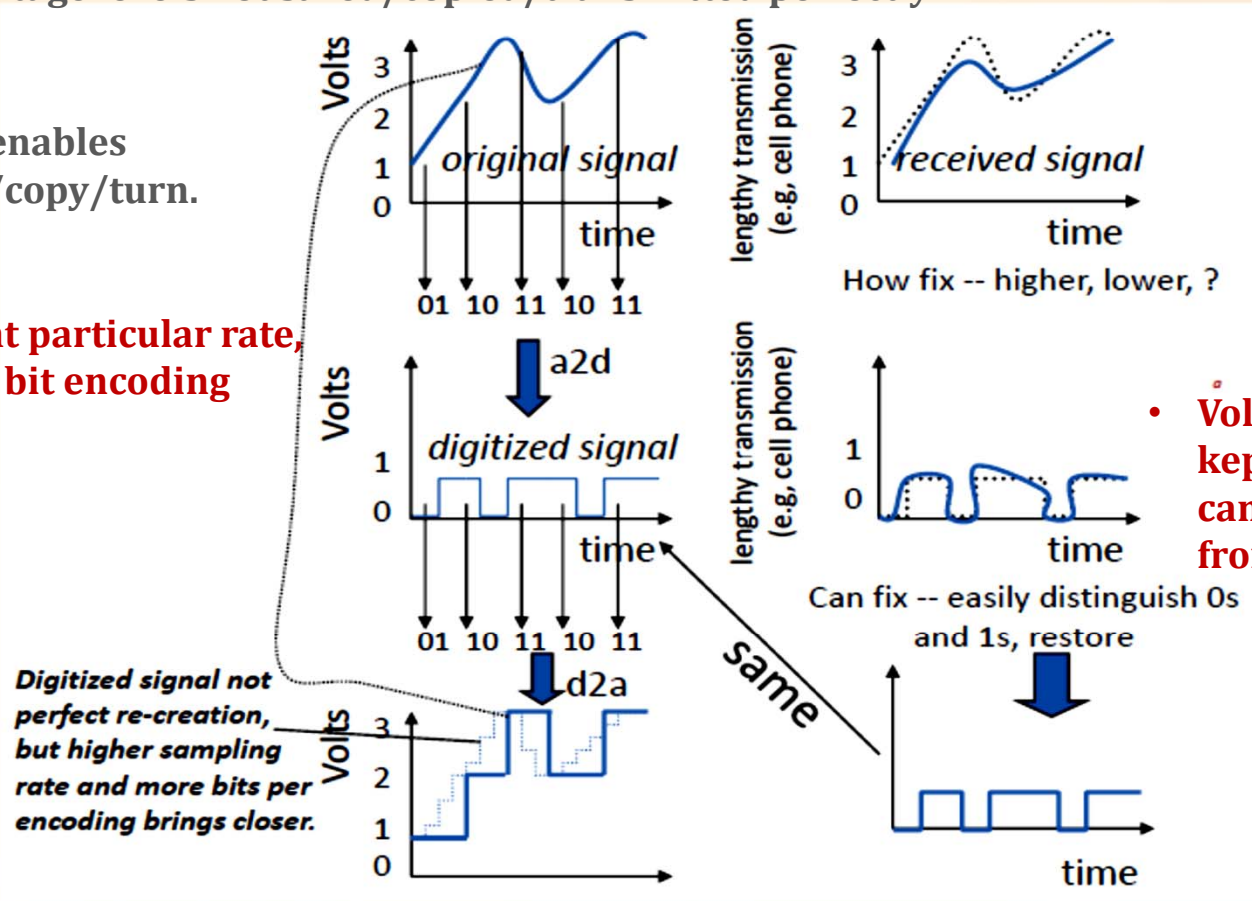 enables
/copy/turn.
at particular rate,
bit encoding
Volts
3
2
1
0
original signal
time
01 10 11 10 11
lengthy transmission
(e.g, cell phone)
3
2
1
0
received signal
time
How fix -- higher, lower, ?
a2d
Volts
1
0
digitized signal
time
01 10 11 10 11
lengthy transmission
(e.g, cell phone)
1
0
time
Can fix -- easily distinguish 0s
and 1s, restore
• Vol
kep
can
fro
same
d2a
Digitized signal not
perfect re-creation,
but higher sampling
rate and more bits per
encoding brings closer.
Volts
3
2
1
0
time